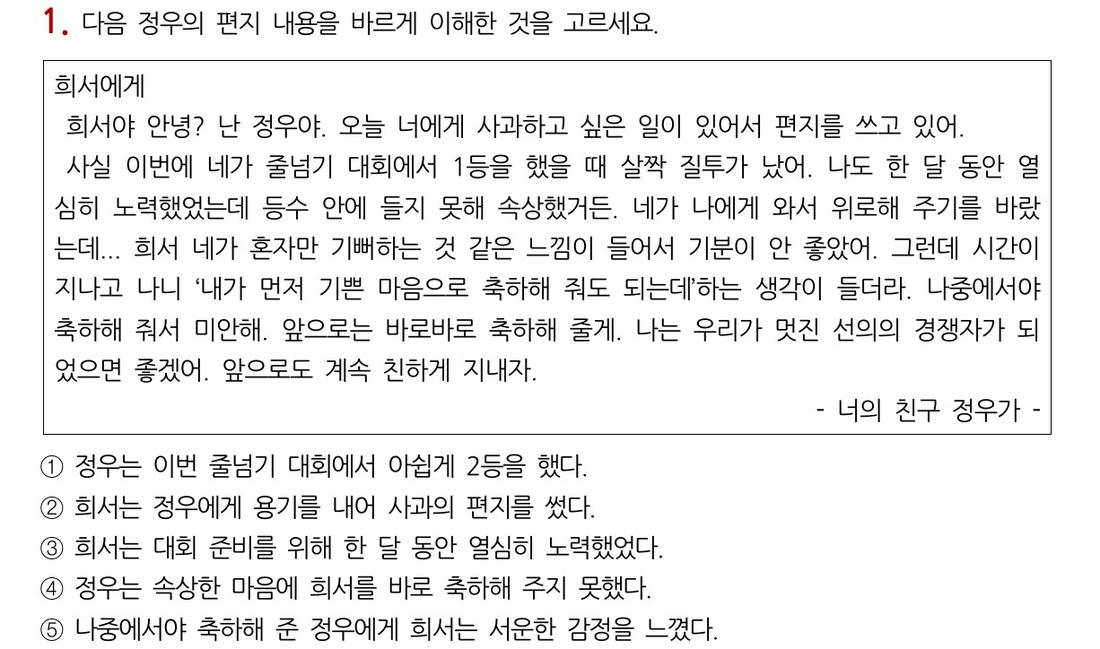 1. 다음 정우의 편지 내용을 바르게 이해한 것을 고르세요.
희서에게
희서야 안녕? 난 정우야. 오늘 너에게 사과하고 싶은 일이 있어서 편지를 쓰고 있어.
사실 이번에 네가 줄넘기 대회에서 1등을 했을 때 살짝 질투가 났어. 나도 한 달 동안 열
심히 노력했었는데 등수 안에 들지 못해 속상했거든. 네가 나에게 와서 위로해 주기를 바랐
는데... 희서 네가 혼자만 기뻐하는 것 같은 느낌이 들어서 기분이 안 좋았어. 그런데 시간이
지나고 나니 ‘내가 먼저 기쁜 마음으로 축하해 줘도 되는데’하는 생각이 들더라. 나중에서야
축하해 줘서 미안해. 앞으로는 바로바로 축하해 줄게. 나는 우리가 멋진 선의의 경쟁자가 되
었으면 좋겠어. 앞으로도 계속 친하게 지내자.
- 너의 친구 정우가 -
① 정우는 이번 줄넘기 대회에서 아쉽게 2등을 했다.
② 희서는 정우에게 용기를 내어 사과의 편지를 썼다.
③ 희서는 대회 준비를 위해 한 달 동안 열심히 노력했었다.
④ 정우는 속상한 마음에 희서를 바로 축하해 주지 못했다.
⑤ 나중에서야 축하해 준 정우에게 희서는 서운한 감정을 느꼈다.